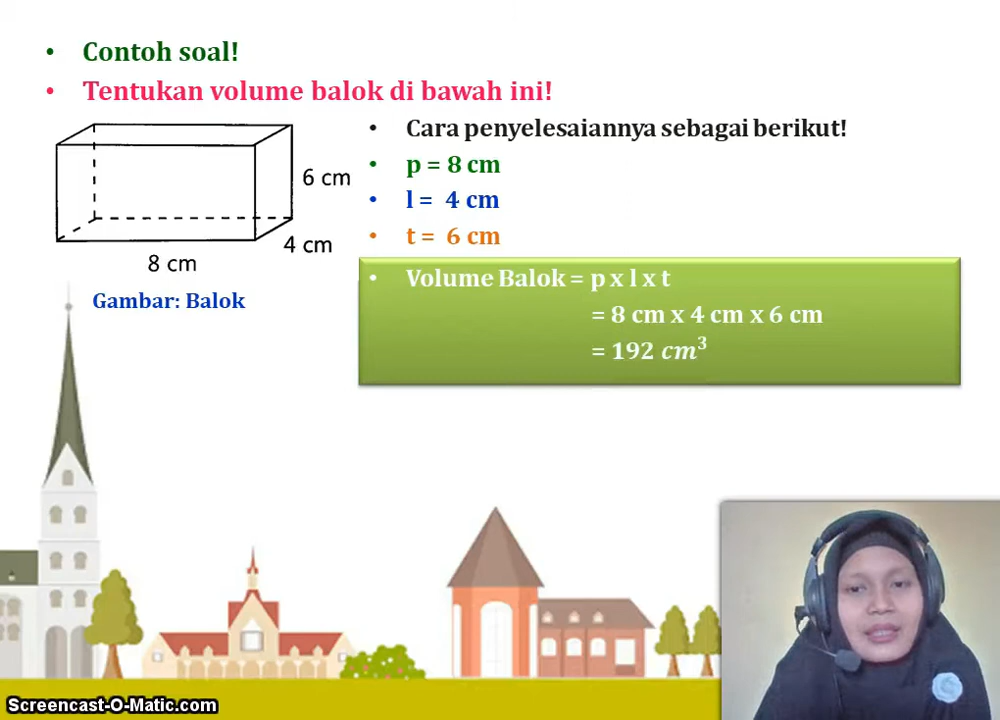 • Contoh soal!
• Tentukan volume balok di bawah ini!
• Cara penyelesaiannya sebagai berikut!
• p = 8 cm
• l = 4 cm
• t = 6 cm
6 cm
4 cm
8 cm
Gambar: Balok
• Volume Balok = p x l x t
= 8 cm x 4 cm x 6 cm
= 192 cm³
Screencast-O-Matic.com